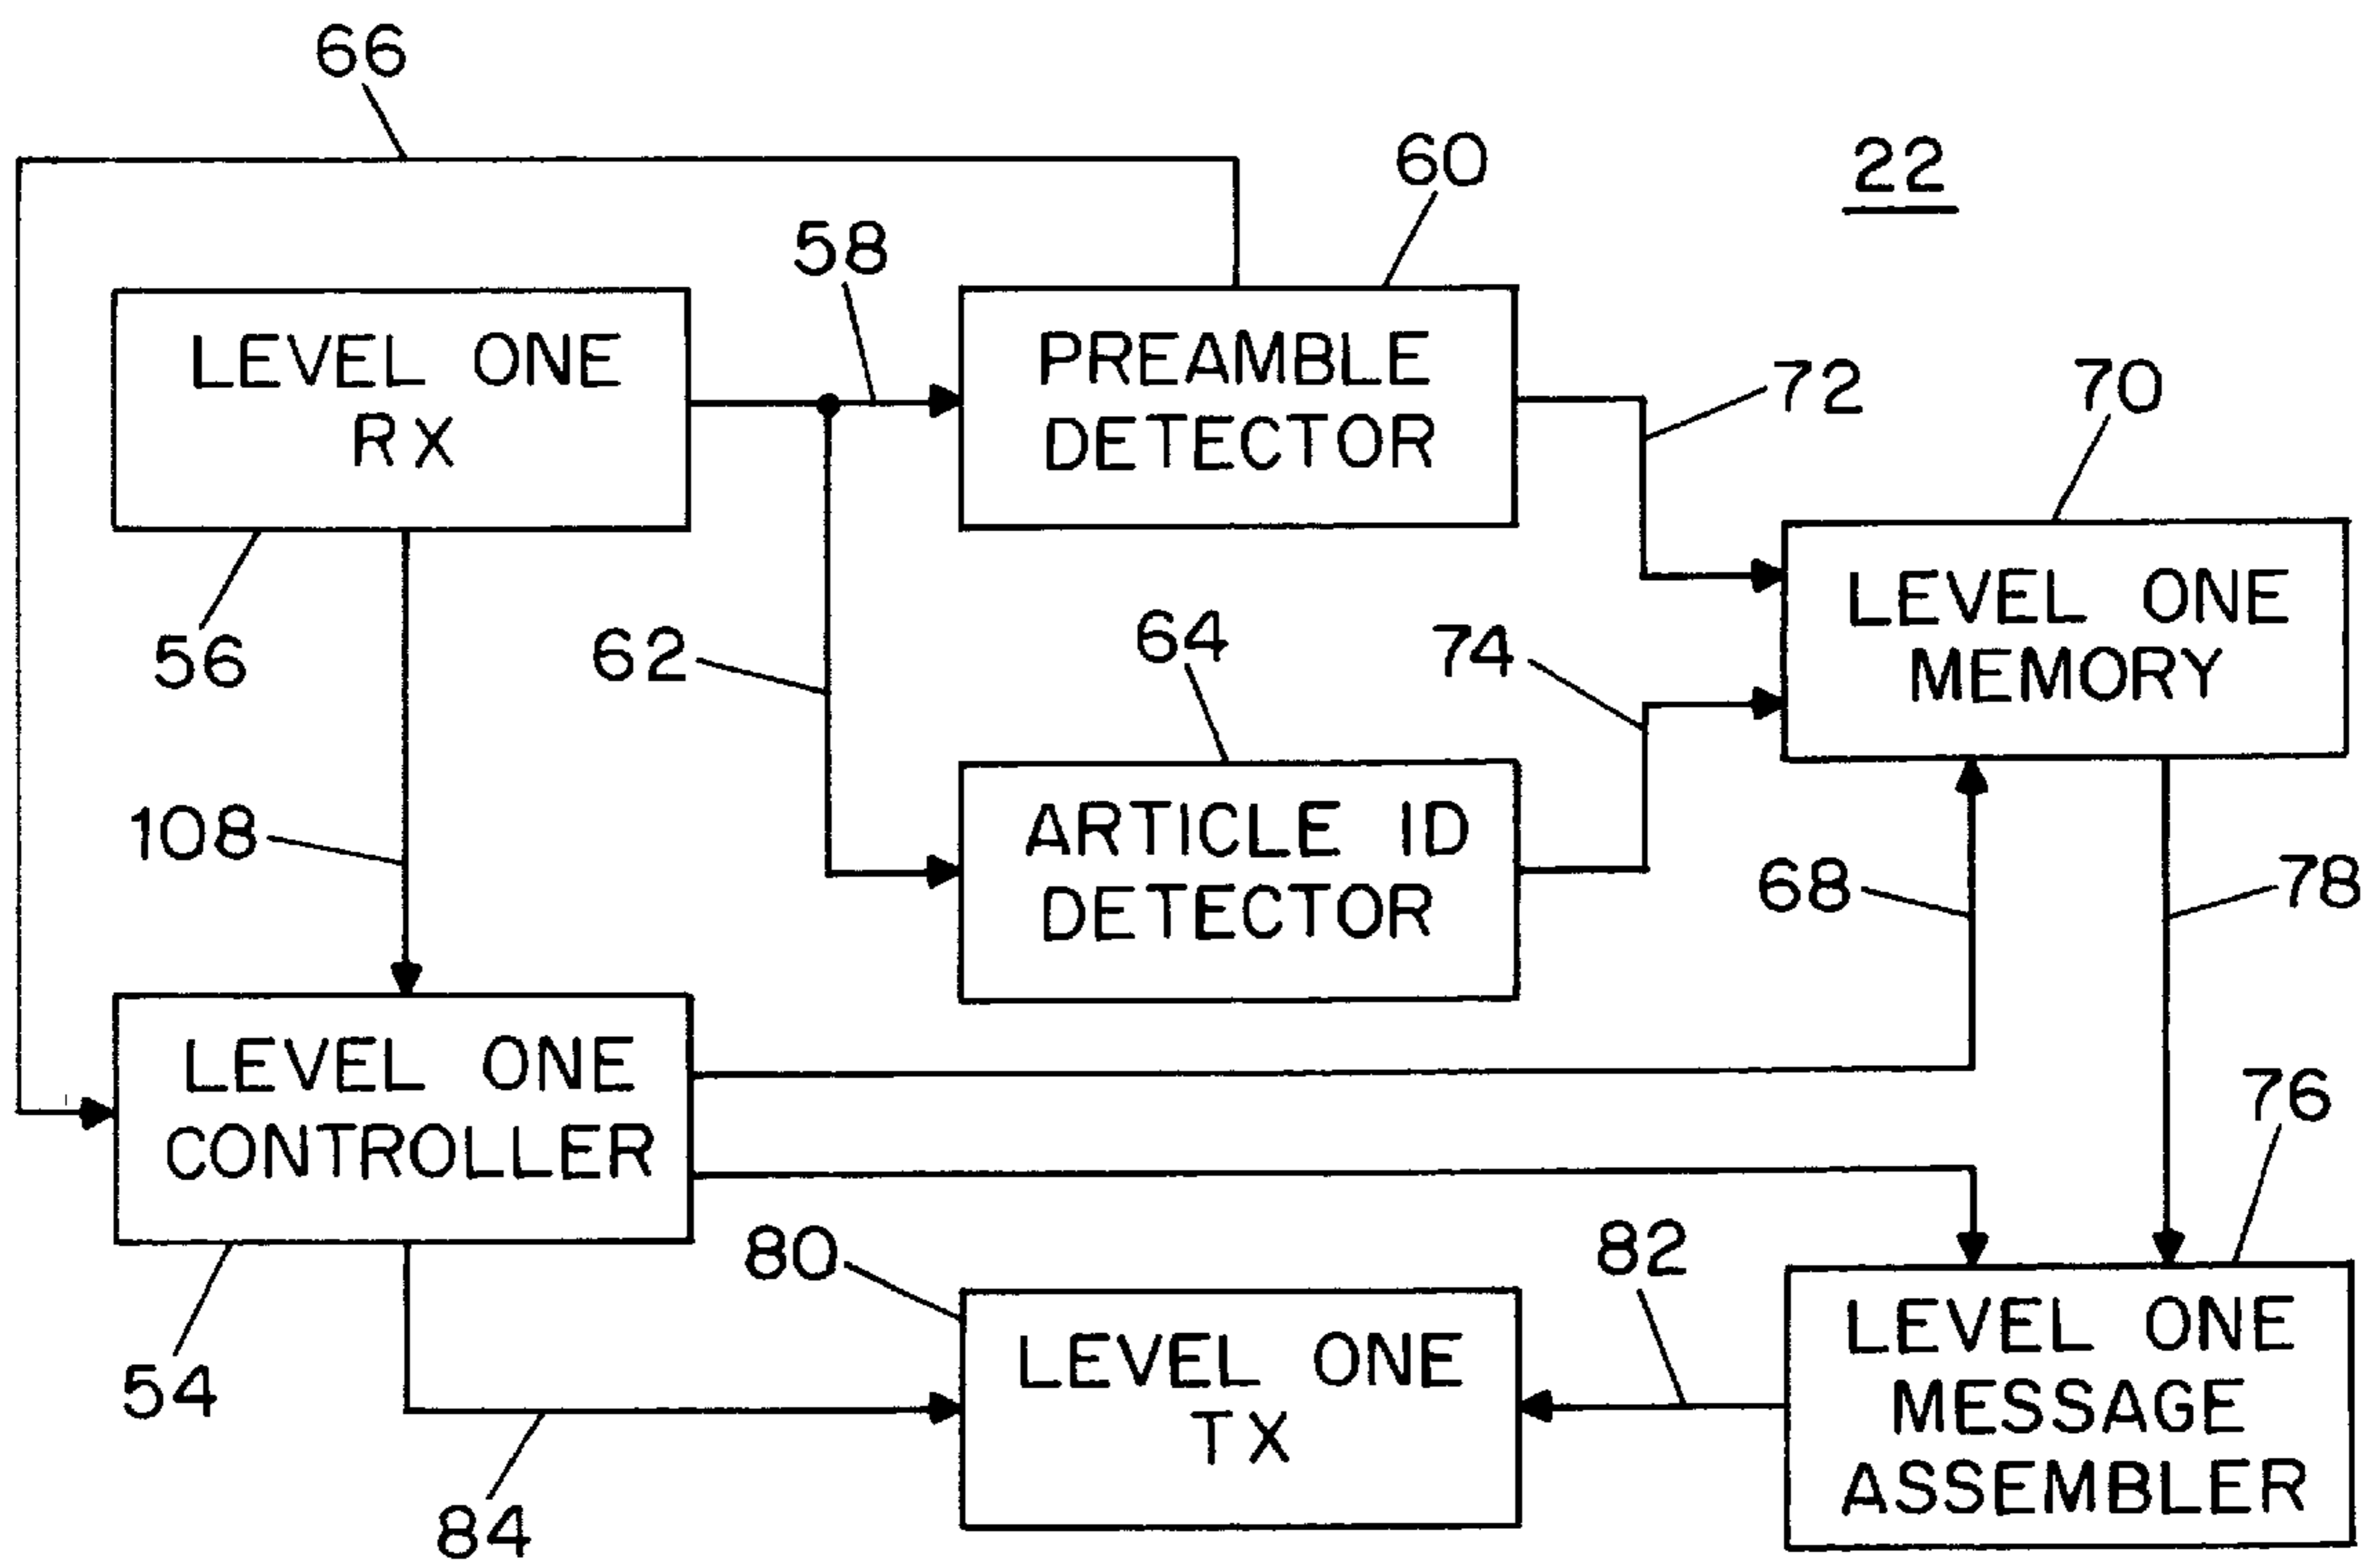 66
60
22
58
LEVEL ONE
RX
PREAMBLE
DETECTOR
72
70
56
62
64
74
LEVEL ONE
MEMORY
108
ARTICLE ID
DETECTOR
68
78
LEVEL ONE
CONTROLLER
76
54
80
82
LEVEL ONE
TX
LEVEL ONE
MESSAGE
ASSEMBLER
84